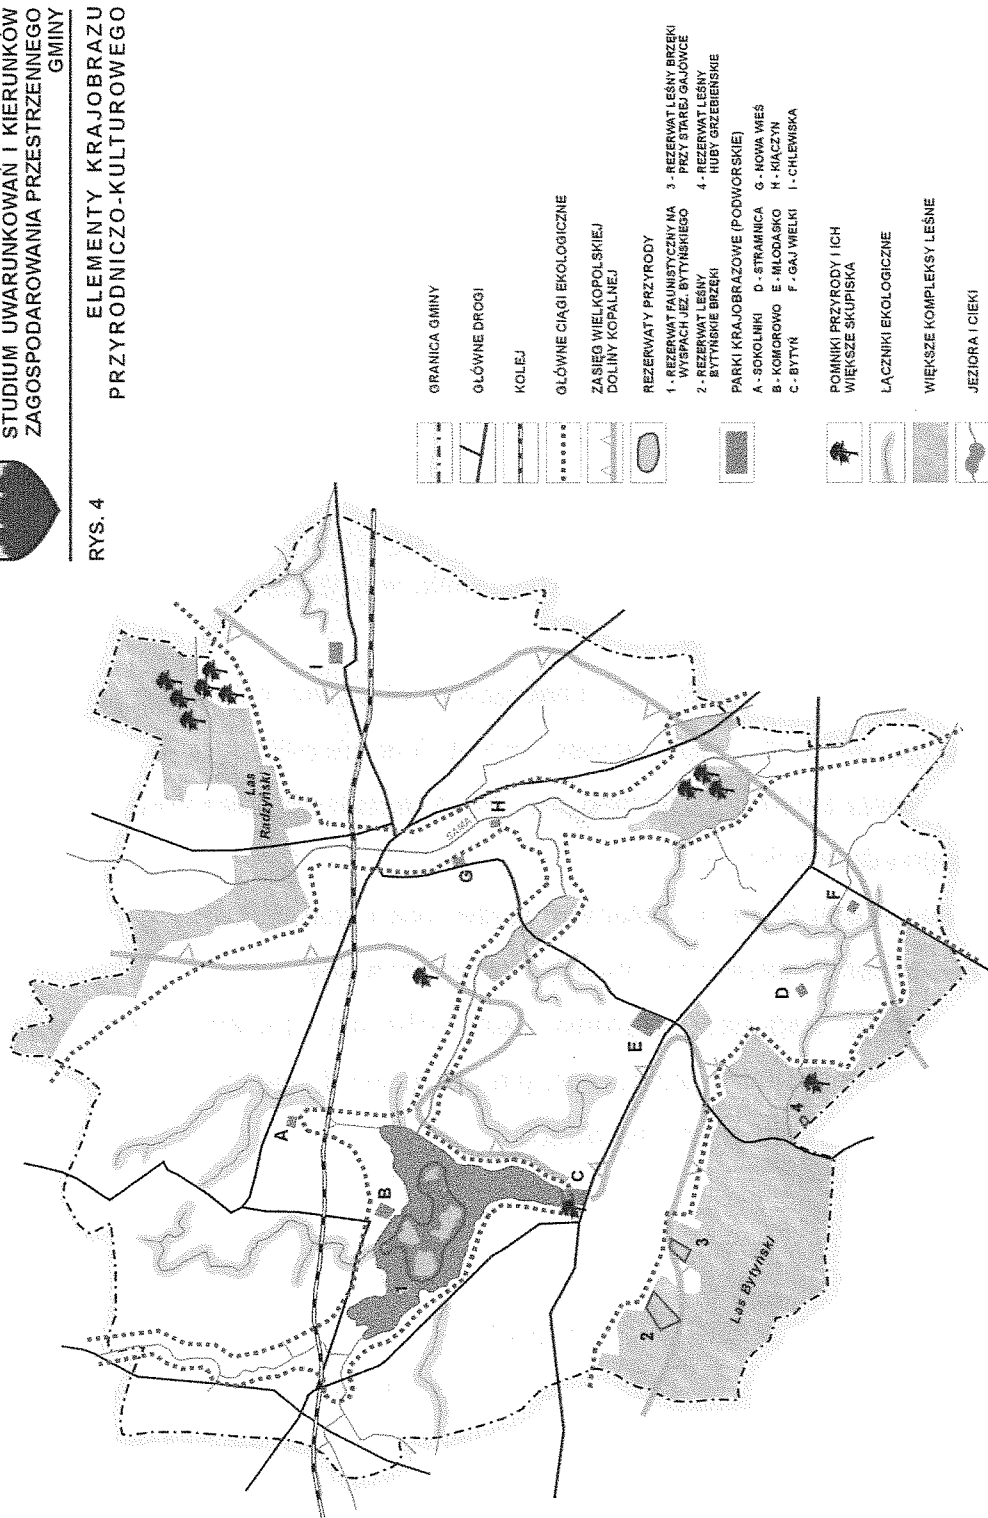 STUDIUM UWARUNKOWAŃ I KIERUNKÓW
ZAGOSPODAROWANIA PRZESTRZENNEGO
GMINY
RYS. 4
ELEMENTY KRAJOBRAZU
PRZYRODNICZO-KULTUROWEGO
GRANICA GMINY
GŁÓWNE DROGI
KOLEJ
GŁÓWNE CIĄGI EKOLOGICZNE
ZASIĘG WIELKOPOLSKIEJ
DOLINY KOPALNEJ
REZERWATY PRZYRODY
1 - REZERWAT FAUNISTYCZNY NA
WYSPACH JEZ. BYTYŃSKIEGO
2 - REZERWAT LEŚNY
BYTYŃSKIE BRZĘKI
3 - REZERWAT LEŚNY BRZĘKI
PRZY STAREJ GAJÓWCE
4 - REZERWAT LEŚNY
HUBY GRZEBIEŃSKIE
PARKI KRAJOBRAZOWE (PODWORSKIE)
A - SOKOLNIKI
B - KOMOROWO
C - BYTYŃ
D - STRAMNICA
E - MŁODASKO
F - GAJ WIELKI
G - NOWA WIEŚ
H - KIĄCZYN
I - CHLEWISKA
POMNIKI PRZYRODY I ICH
WIĘKSZE SKUPISKA
ŁĄCZNIKI EKOLOGICZNE
WIĘKSZE KOMPLEKSY LEŚNE
JEZIORA I CIEKI
Las
Radzyński
I
SAMA
H
G
F
D
E
A
B
C
1
4
3
2
Las Bytyński